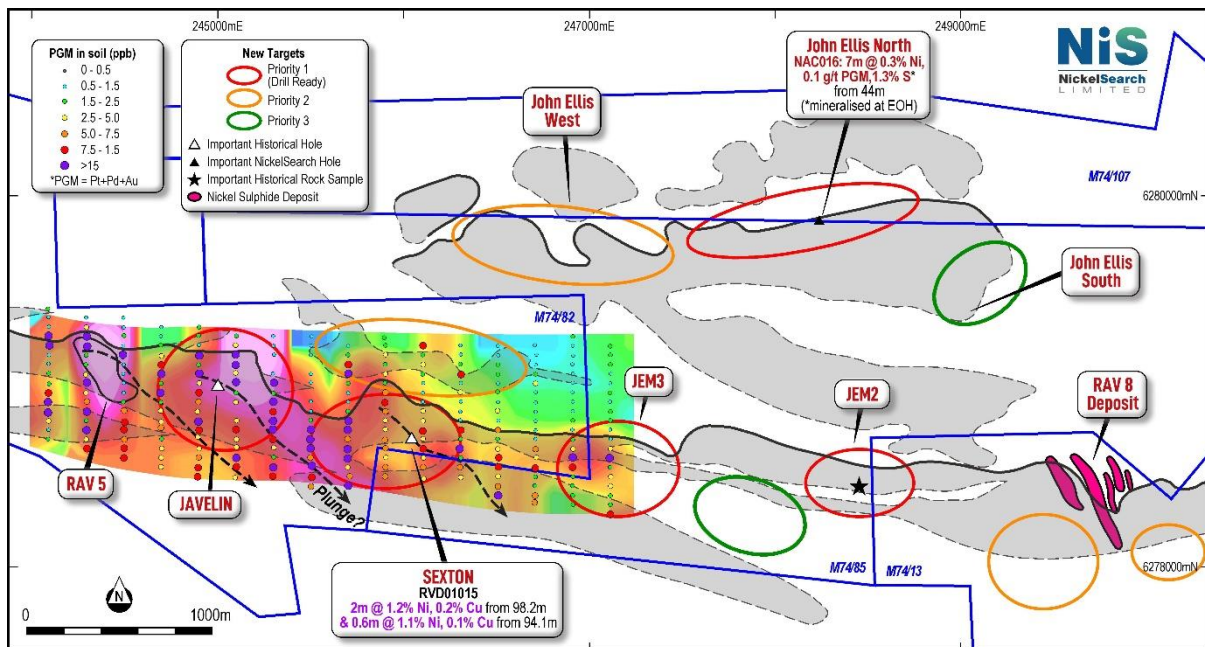 245000mE
247000mE
249000mE
PGM in soil (ppb)
0 - 0.5
0.5 - 1.5
1.5 - 2.5
2.5 - 5.0
5.0 - 7.5
7.5 - 1.5
>15
*PGM = Pt+Pd+Au
New Targets
Priority 1
(Drill Ready)
Priority 2
Priority 3
Important Historical Hole
Important NickelSearch Hole
Important Historical Rock Sample
Nickel Sulphide Deposit
John Ellis
West
John Ellis North
NAC016: 7m @ 0.3% Ni,
0.1 g/t PGM,1.3% S*
from 44m
(*mineralised at EOH)
NiS
NickelSearch
LIMITED
M74/107
6280000mN
John Ellis
South
M74/82
JEM3
JEM2
RAV 8
Deposit
RAV 5
JAVELIN
Plunge?
SEXTON
RVD01015
2m @ 1.2% Ni, 0.2% Cu from 98.2m
& 0.6m @ 1.1% Ni, 0.1% Cu from 94.1m
M74/85
M74/13
6278000mN
N
0
1000m